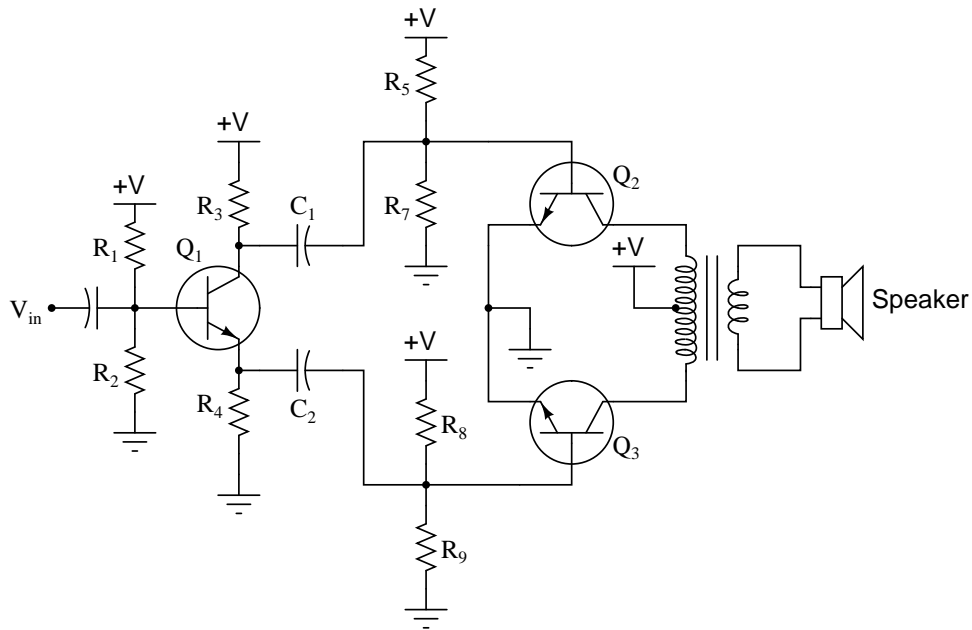 +V
R5
+V
+V
R3
C1
R7
Q2
R1
Q1
+V
Vin
Speaker
R2
+V
R4
C2
R8
Q3
R9